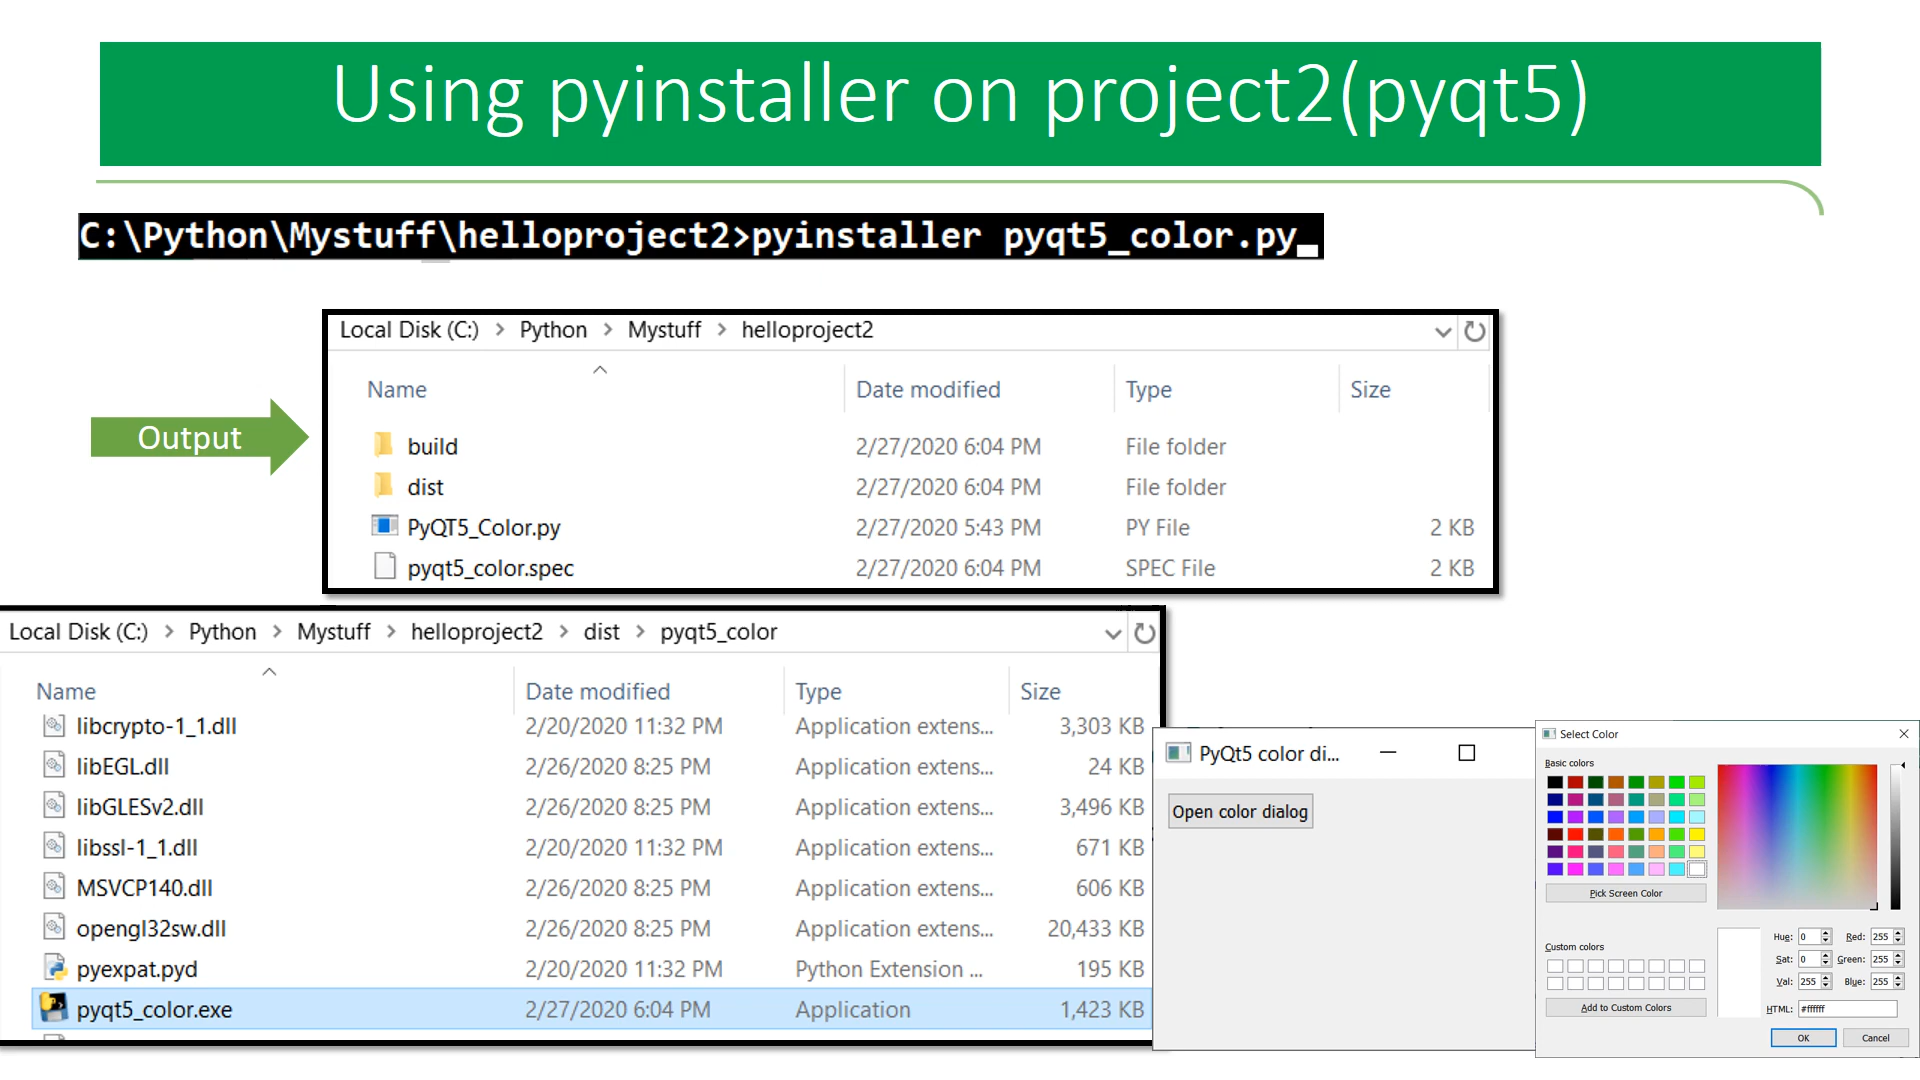 Using pyinstaller on project2(pyqt5)
C:\Python\Mystuff\helloproject2>pyinstaller pyqt5_color.py_
Output
Local Disk (C:) > Python > Mystuff > helloproject2
Name Date modified Type Size
build 2/27/2020 6:04 PM File folder
dist 2/27/2020 6:04 PM File folder
PyQT5_Color.py 2/27/2020 5:43 PM PY File 2 KB
pyqt5_color.spec 2/27/2020 6:04 PM SPEC File 2 KB
Local Disk (C:) > Python > Mystuff > helloproject2 > dist > pyqt5_color
Name Date modified Type Size
libcrypto-1_1.dll 2/20/2020 11:32 PM Application extens... 3,303 KB
libEGL.dll 2/26/2020 8:25 PM Application extens... 24 KB
libGLESv2.dll 2/26/2020 8:25 PM Application extens... 3,496 KB
libssl-1_1.dll 2/20/2020 11:32 PM Application extens... 671 KB
MSVCP140.dll 2/26/2020 8:25 PM Application extens... 606 KB
opengl32sw.dll 2/26/2020 8:25 PM Application extens... 20,433 KB
pyexpat.pyd 2/20/2020 11:32 PM Python Extension ... 195 KB
pyqt5_color.exe 2/27/2020 6:04 PM Application 1,423 KB
PyQt5 color di...
Open color dialog
Select Color
Basic colors
Pick Screen Color
Custom colors
Add to Custom Colors
Hue: 0 Red: 255
Sat: 0 Green: 255
Val: 255 Blue: 255
HTML: #ffffff
OK Cancel